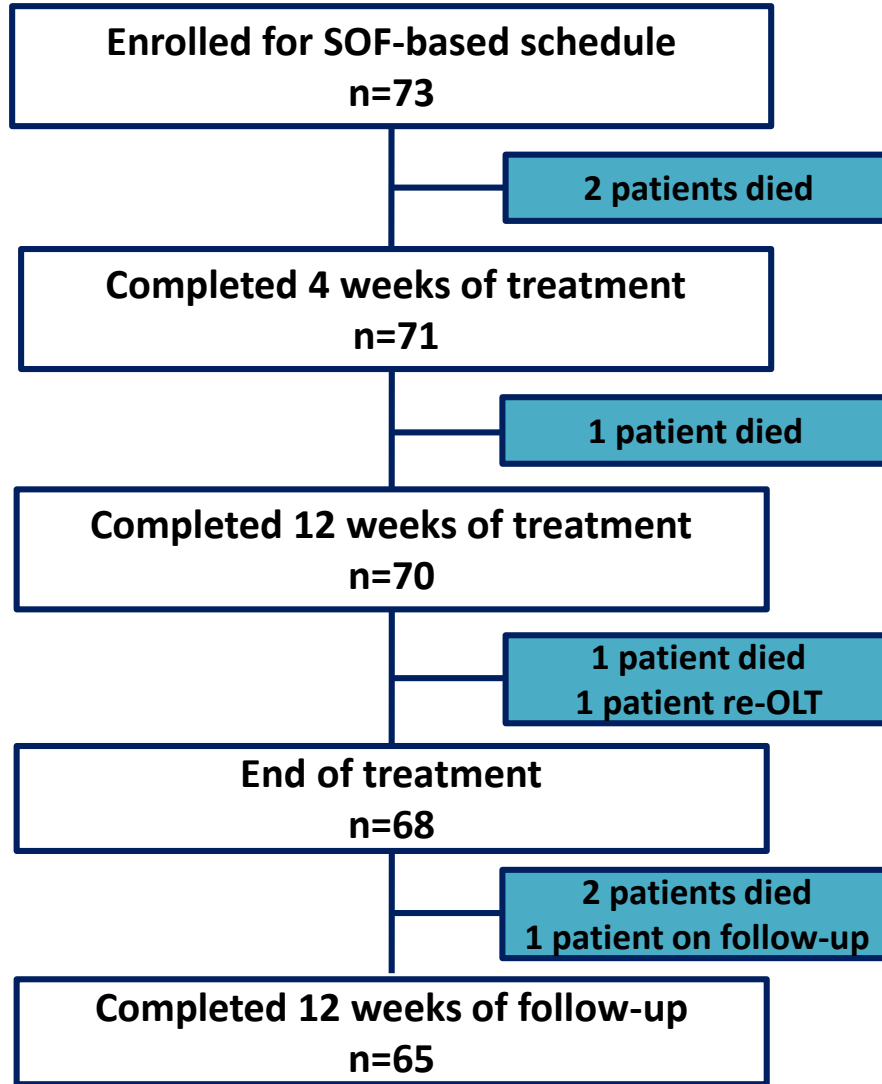 Enrolled for SOF-based schedule
n=73
2 patients died
Completed 4 weeks of treatment
n=71
1 patient died
Completed 12 weeks of treatment
n=70
1 patient died
1 patient re-OLT
End of treatment
n=68
2 patients died
1 patient on follow-up
Completed 12 weeks of follow-up
n=65